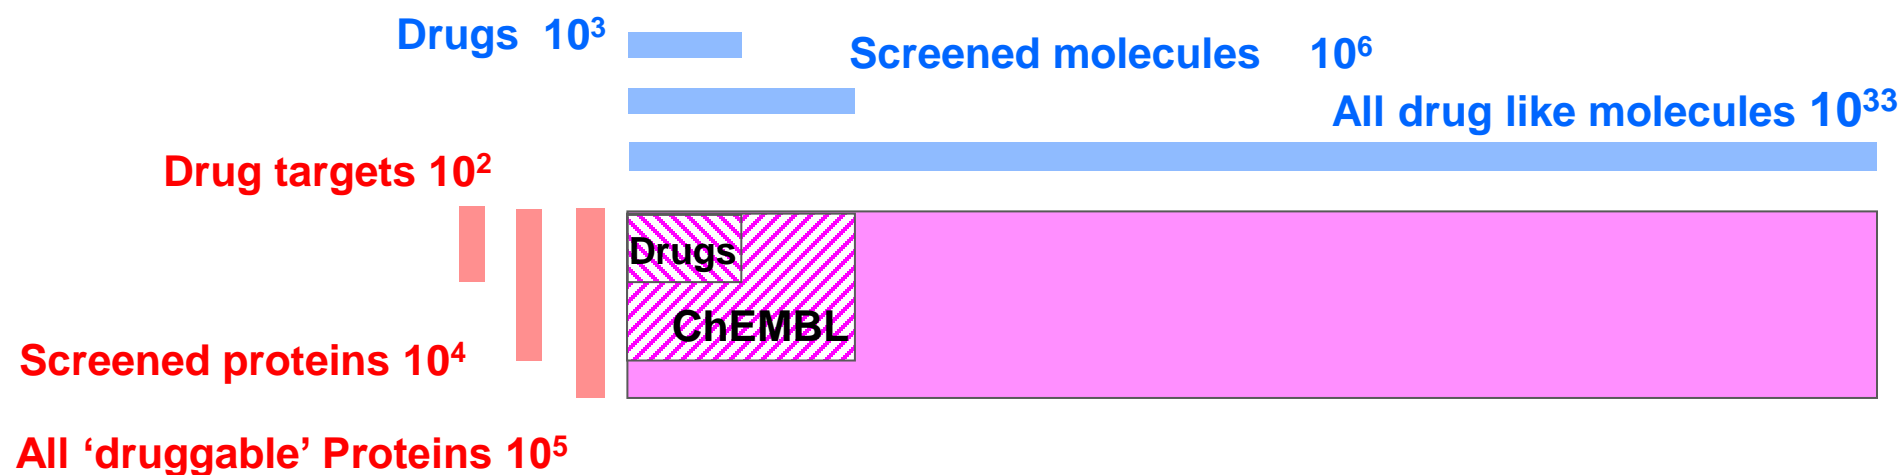 Drugs 10³
Screened molecules 10⁶
All drug like molecules 10³³
Drug targets 10²
Drugs
ChEMBL
Screened proteins 10⁴
All ‘druggable’ Proteins 10⁵